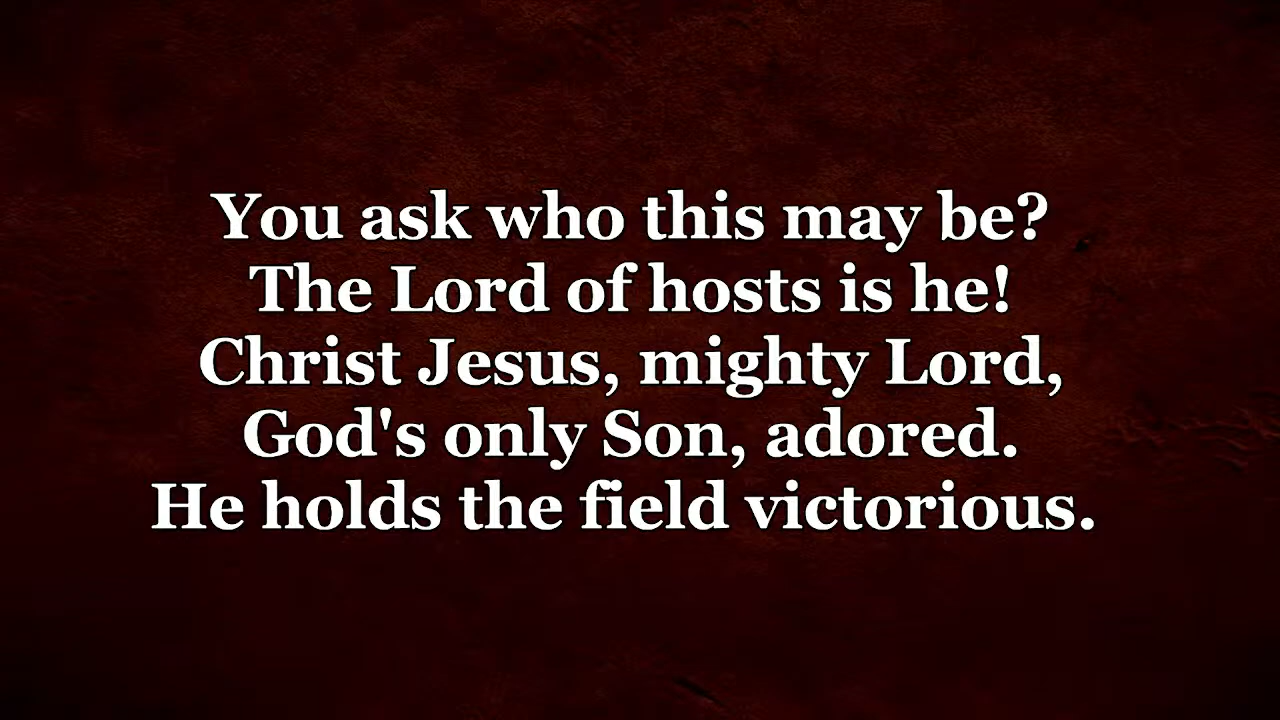 You ask who this may be?
The Lord of hosts is he!
Christ Jesus, mighty Lord,
God's only Son, adored.
He holds the field victorious.